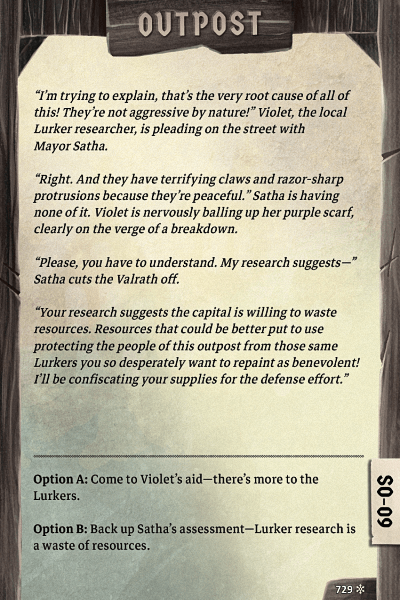 OUTPOST
“I’m trying to explain, that’s the very root cause of all of
this! They’re not aggressive by nature!” Violet, the local
Lurker researcher, is pleading on the street with
Mayor Satha.
“Right. And they have terrifying claws and razor-sharp
protrusions because they’re peaceful.” Satha is having
none of it. Violet is nervously balling up her purple scarf,
clearly on the verge of a breakdown.
“Please, you have to understand. My research suggests—”
Satha cuts the Valrath off.
“Your research suggests the capital is willing to waste
resources. Resources that could be better put to use
protecting the people of this outpost from those same
Lurkers you so desperately want to repaint as benevolent!
I’ll be confiscating your supplies for the defense effort.”
Option A: Come to Violet’s aid—there’s more to the
Lurkers.
Option B: Back up Satha’s assessment—Lurker research is
a waste of resources.
SO-09
729